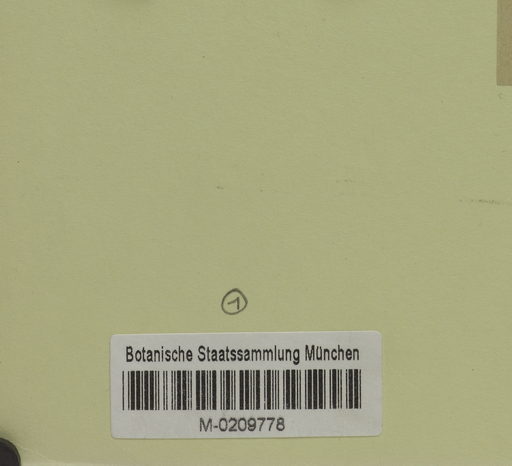 1
Botanische Staatssammlung München
M-0209778